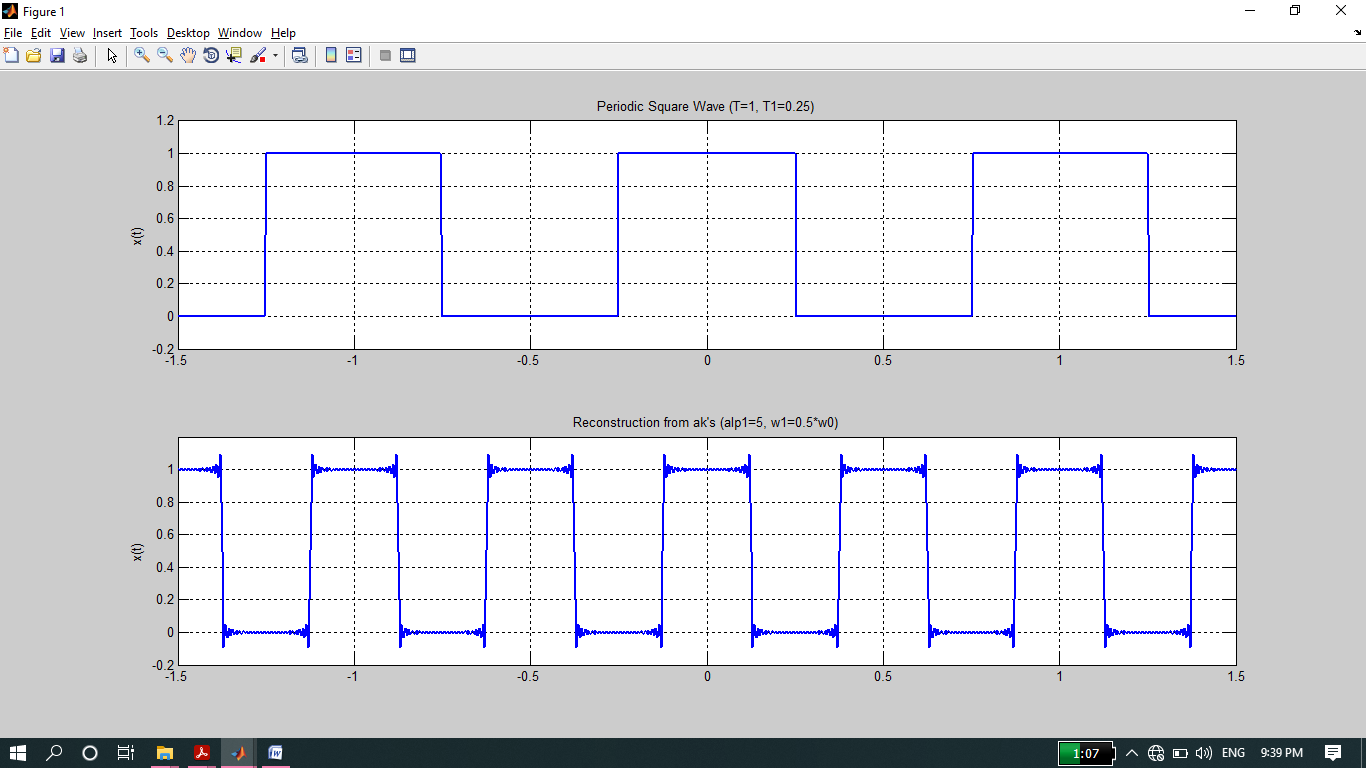 Figure 1
File Edit View Insert Tools Desktop Window Help
Periodic Square Wave (T=1, T1=0.25)
1.2
1
0.8
0.6
0.4
0.2
0
-0.2
x(t)
-1.5 -1 -0.5 0 0.5 1 1.5
Reconstruction from ak's (alp1=5, w1=0.5*w0)
1
0.8
0.6
0.4
0.2
0
-0.2
x(t)
-1.5 -1 -0.5 0 0.5 1 1.5
W
1:07 ENG 9:39 PM